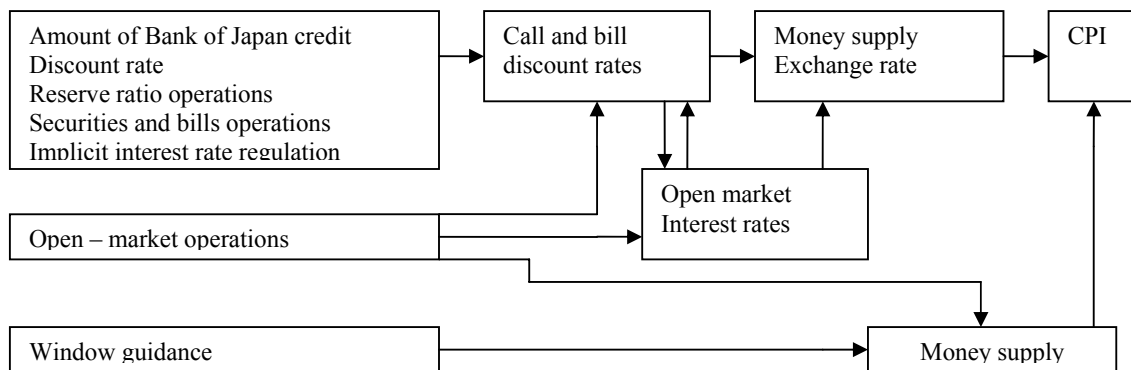 Amount of Bank of Japan credit
Discount rate
Reserve ratio operations
Securities and bills operations
Implicit interest rate regulation
Call and bill
discount rates
Money supply
Exchange rate
CPI
Open market
Interest rates
Open – market operations
Window guidance
Money supply